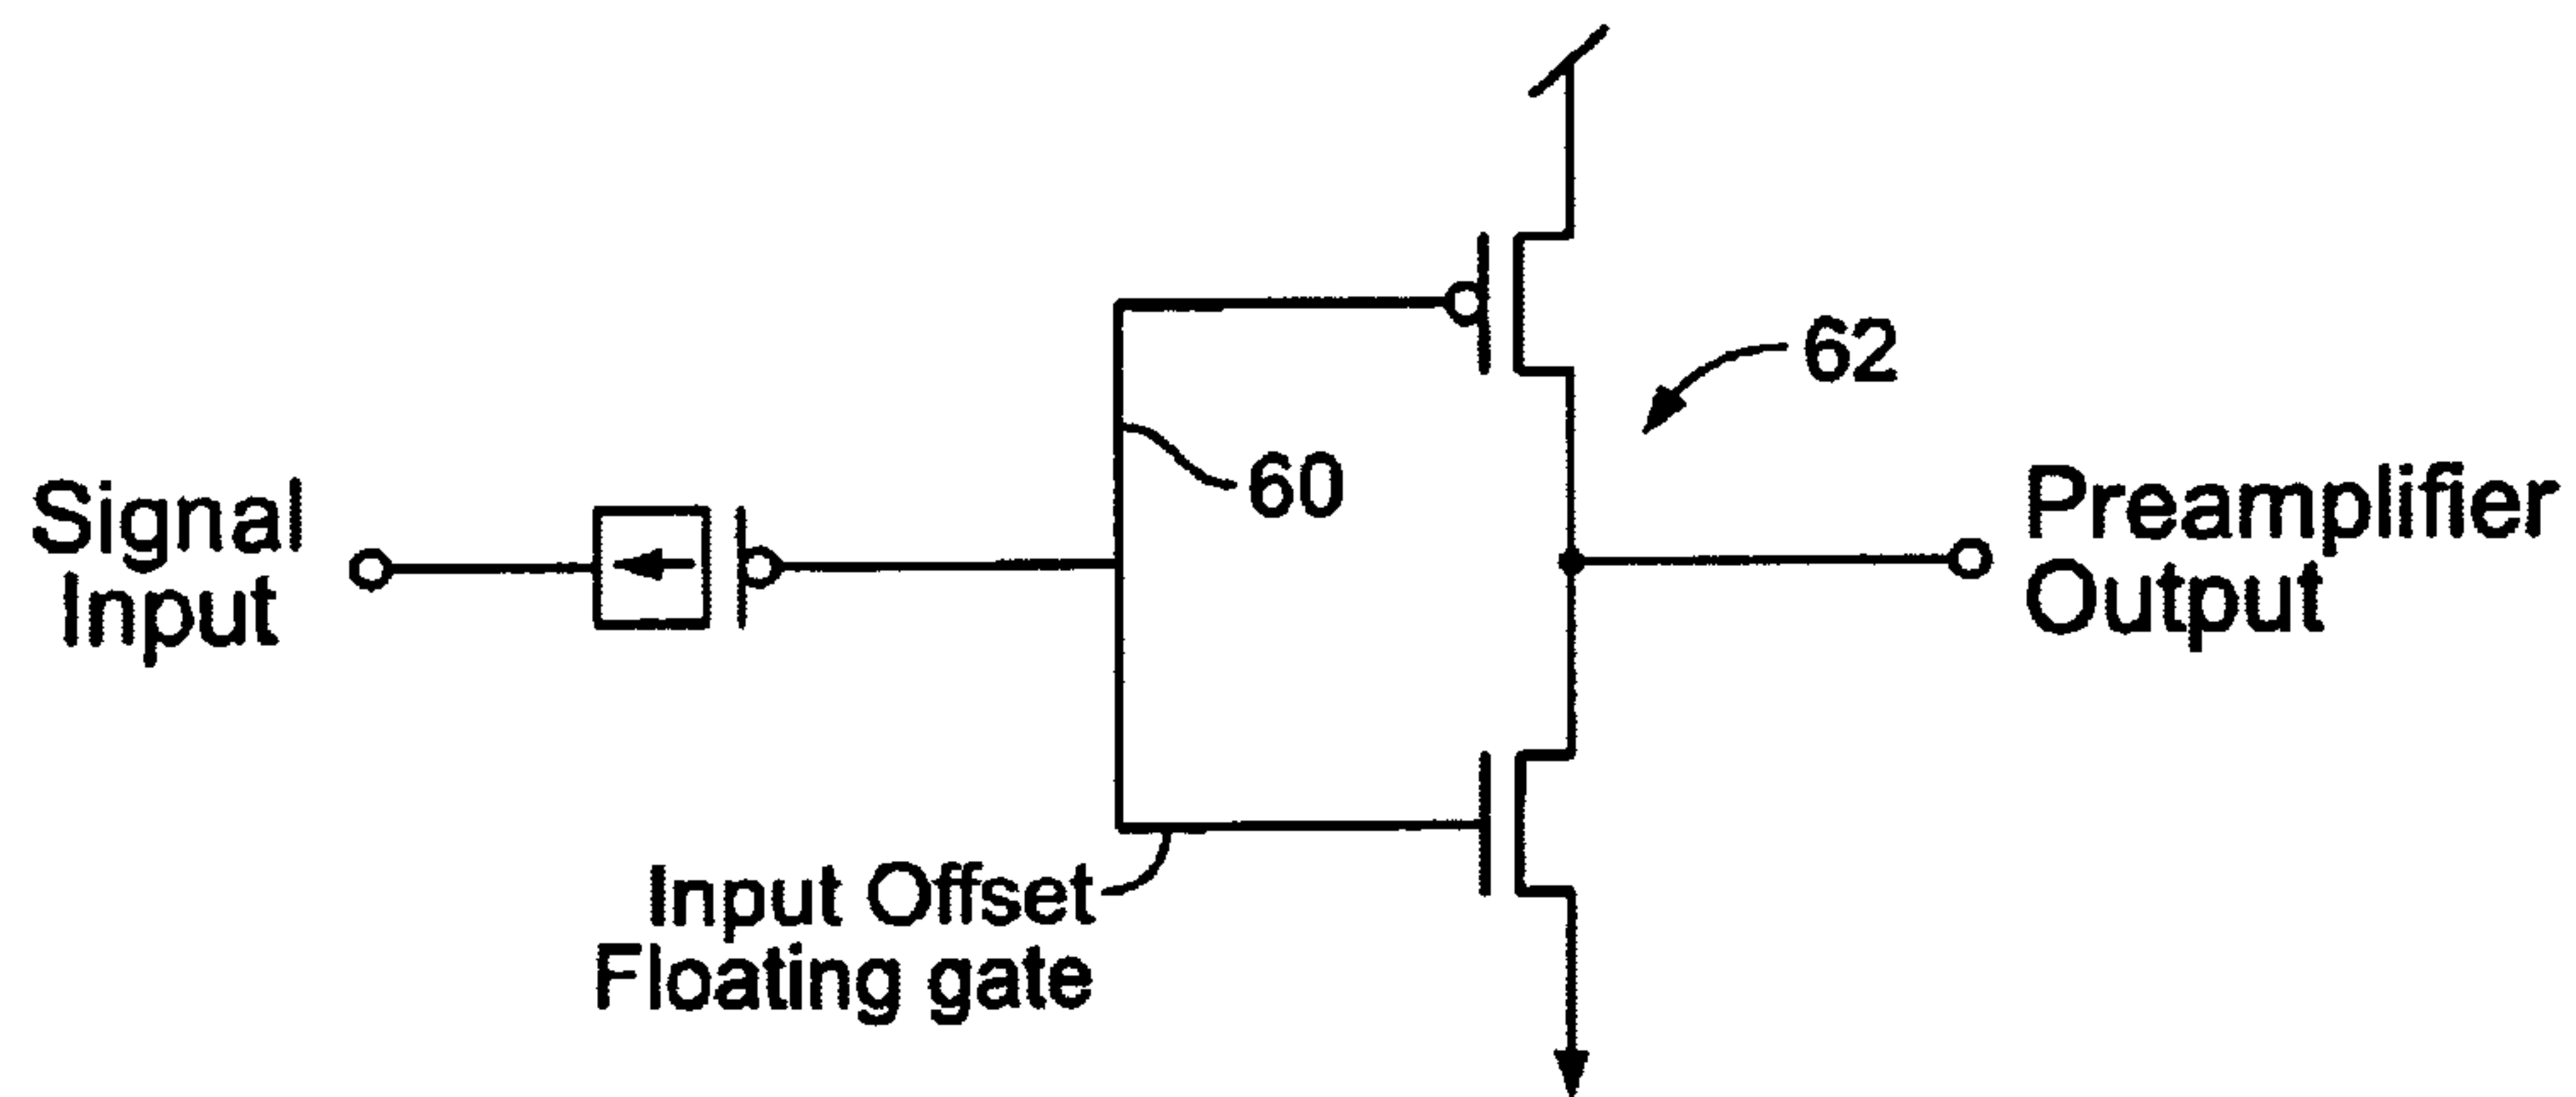 62
60
Signal
Input
Preamplifier
Output
Input Offset
Floating gate